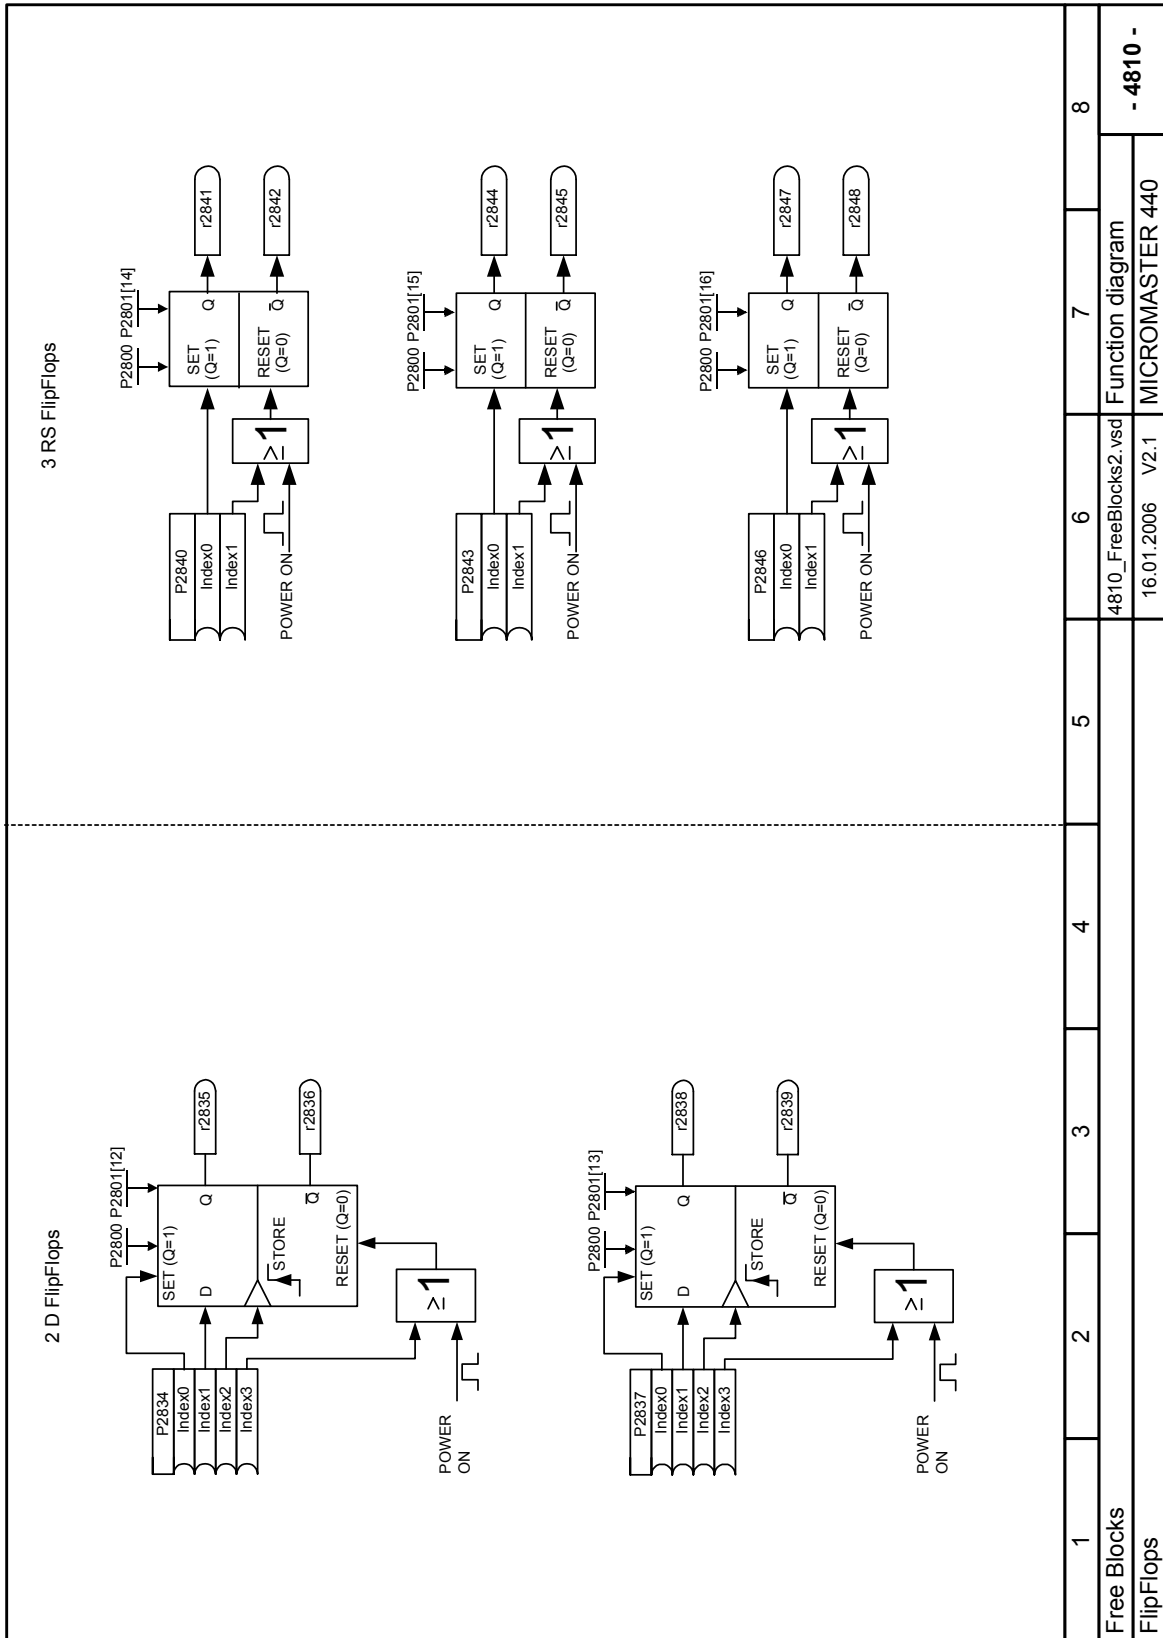 2 D FlipFlops
P2800 P2801[12]
P2834
Index0
Index1
Index2
Index3
SET (Q=1)
D
Q
STORE
Q
RESET (Q=0)
≥1
POWER
ON
r2835
r2836
P2800 P2801[13]
P2837
Index0
Index1
Index2
Index3
SET (Q=1)
D
Q
STORE
Q
RESET (Q=0)
≥1
POWER
ON
r2838
r2839
3 RS FlipFlops
P2800 P2801[14]
P2840
Index0
Index1
POWER ON
≥1
SET
(Q=1)
Q
RESET
(Q=0)
Q
r2841
r2842
P2800 P2801[15]
P2843
Index0
Index1
POWER ON
≥1
SET
(Q=1)
Q
RESET
(Q=0)
Q
r2844
r2845
P2800 P2801[16]
P2846
Index0
Index1
POWER ON
≥1
SET
(Q=1)
Q
RESET
(Q=0)
Q
r2847
r2848
1 2 3 4 5 6 7 8
Free Blocks
FlipFlops
4810_FreeBlocks2.vsd
16.01.2006 V2.1
Function diagram
MICROMASTER 440
- 4810 -